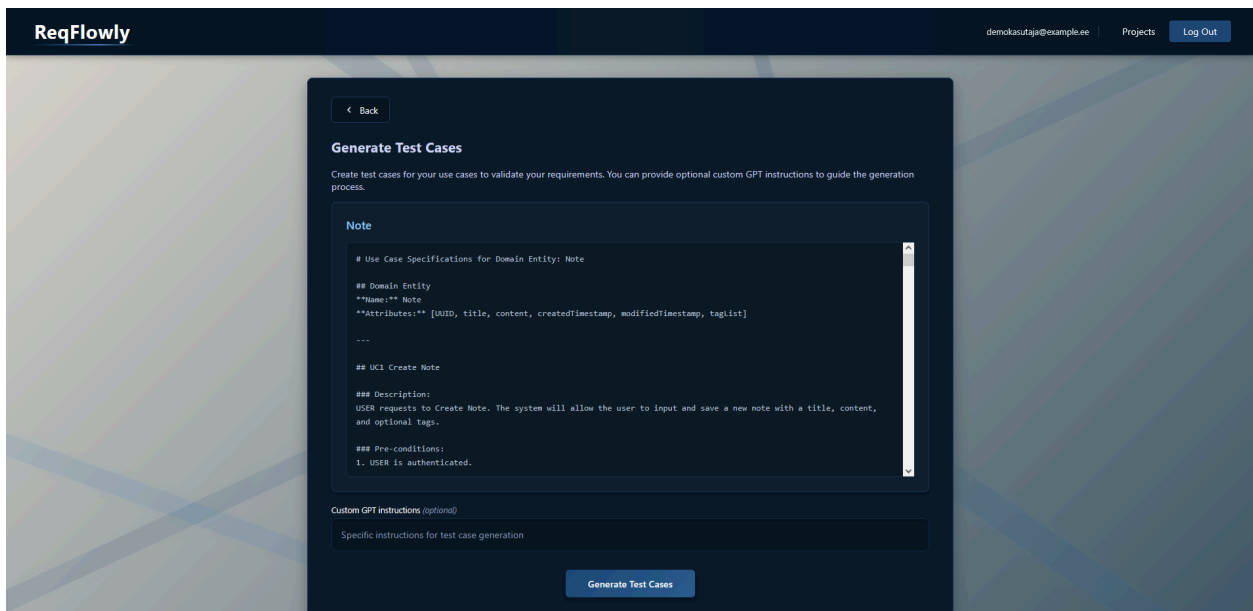 ReqFlowly
demokasutaja@example.ee
Projects
Log Out
Back
Generate Test Cases
Create test cases for your use cases to validate your requirements. You can provide optional custom GPT instructions to guide the generation
process.
Note
# Use Case Specifications for Domain Entity: Note
## Domain Entity
**Name:** Note
**Attributes:** [UUID, title, content, createdTimestamp, modifiedTimestamp, tagList]
---
## UC1 Create Note
### Description:
USER requests to Create Note. The system will allow the user to input and save a new note with a title, content,
and optional tags.
### Pre-conditions:
1. USER is authenticated.
Custom GPT instructions (optional)
Specific instructions for test case generation
Generate Test Cases